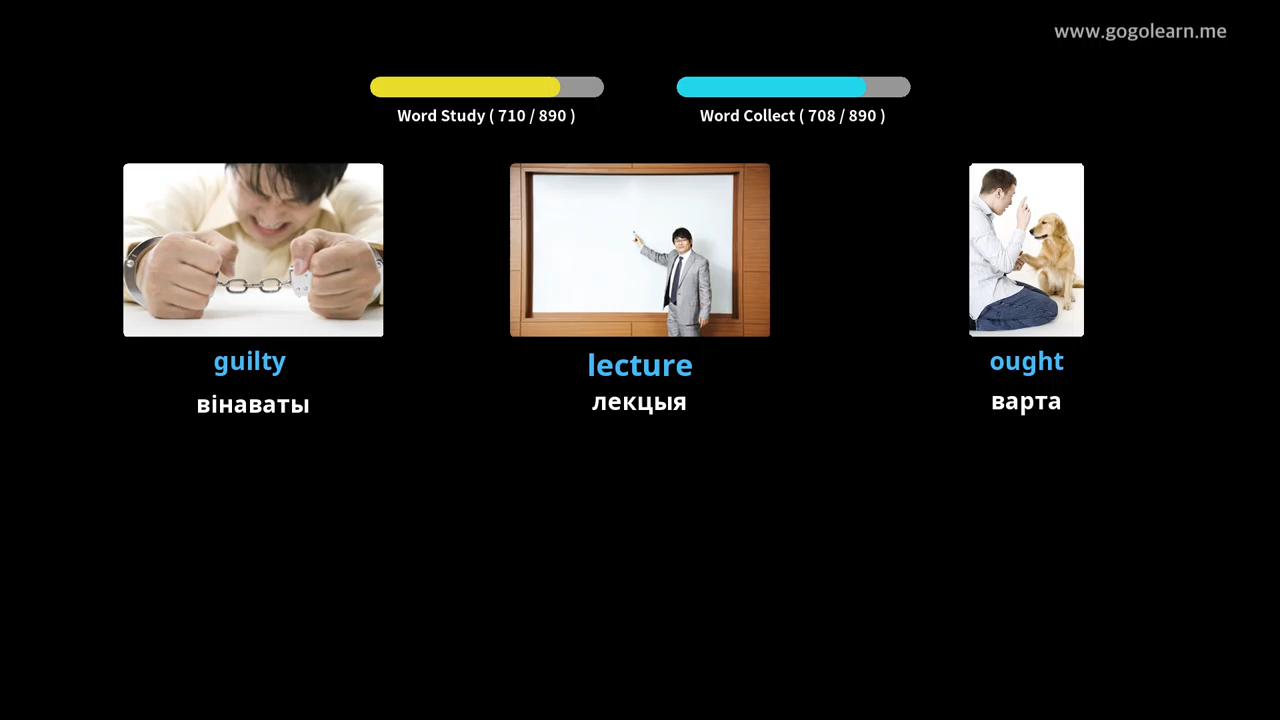 www.gogolearn.me
Word Study ( 710 / 890 )
Word Collect ( 708 / 890 )
guilty
lecture
ought
вінаваты
лекцыя
варта